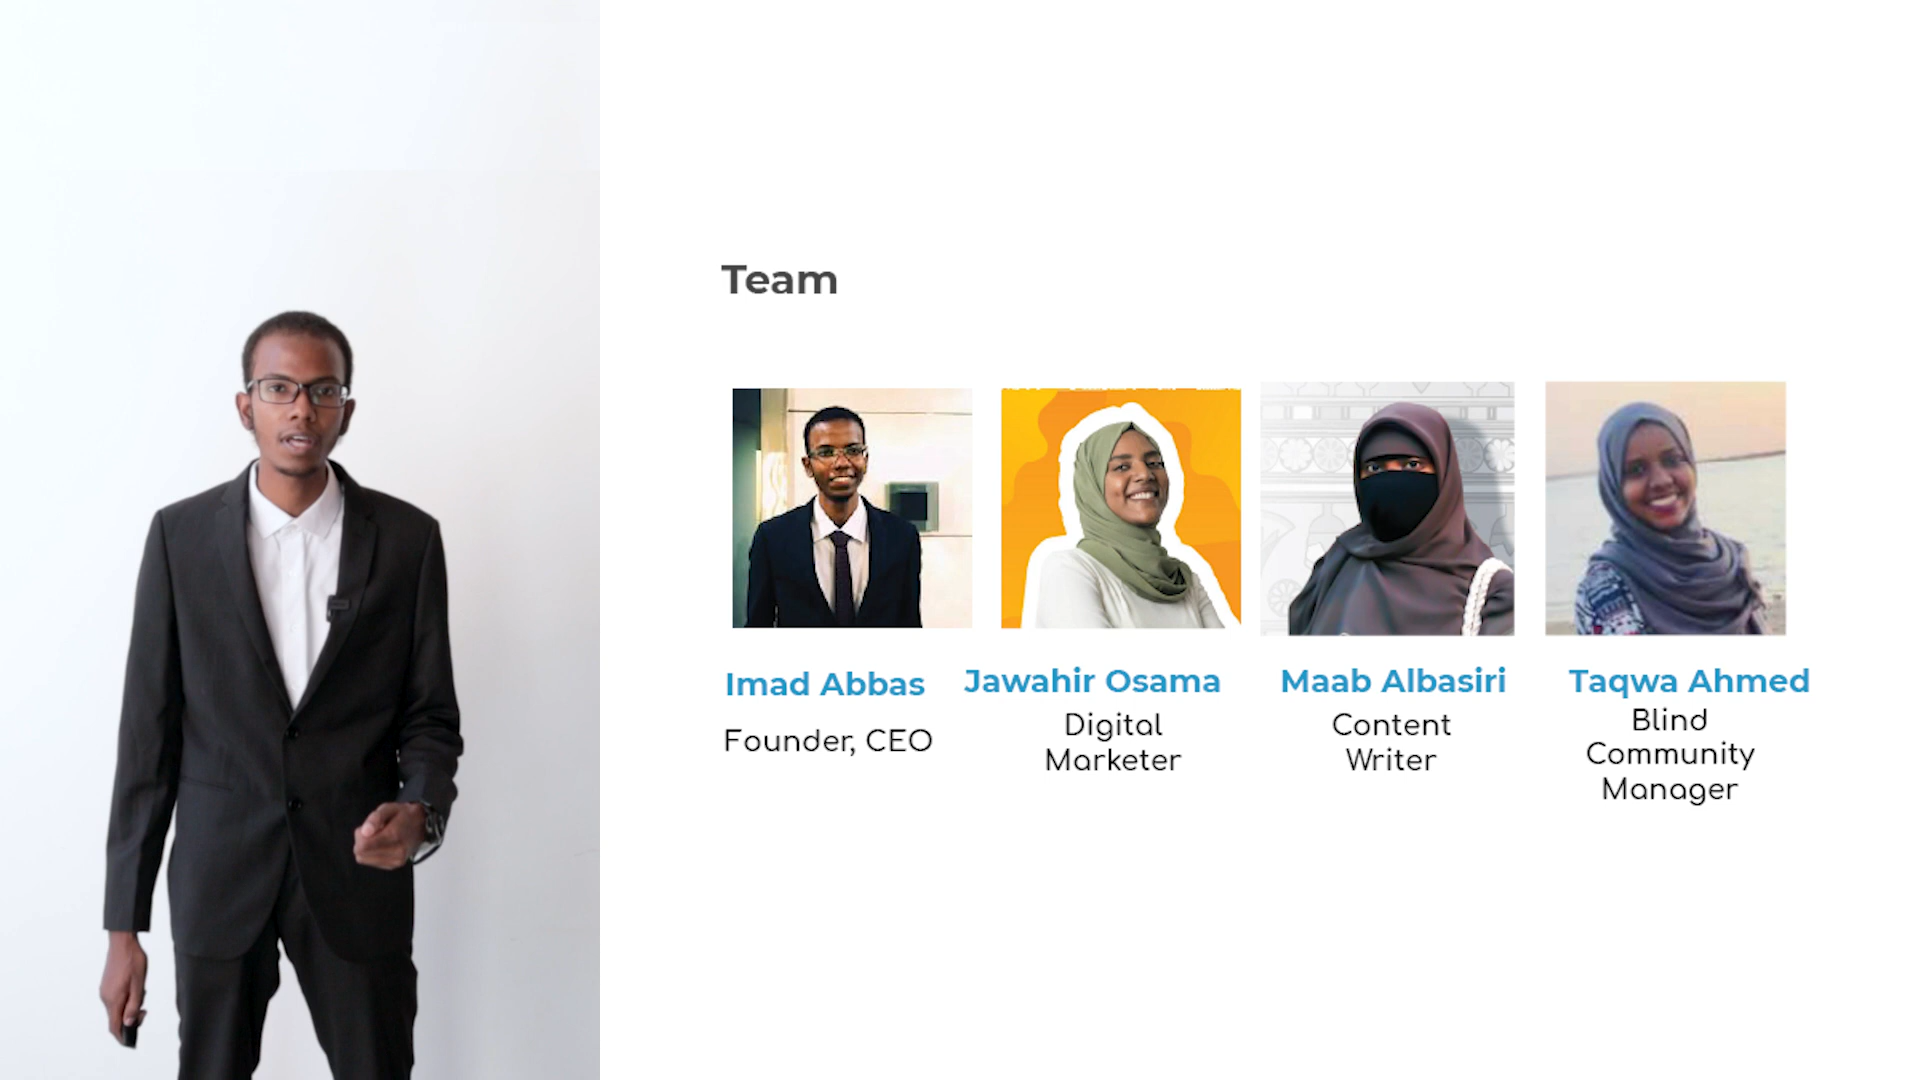 Team
Imad Abbas
Founder, CEO
Jawahir Osama
Digital
Marketer
Maab Albasiri
Content
Writer
Taqwa Ahmed
Blind
Community
Manager